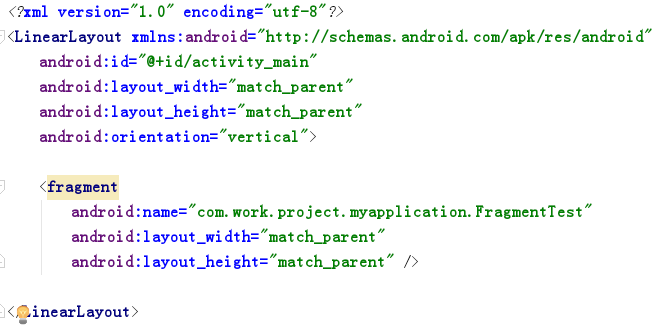 <?xml version="1.0" encoding="utf-8"?>
<LinearLayout xmlns:android="http://schemas.android.com/apk/res/android"
    android:id="@+id/activity_main"
    android:layout_width="match_parent"
    android:layout_height="match_parent"
    android:orientation="vertical">

    <fragment
        android:name="com.work.project.myapplication.FragmentTest"
        android:layout_width="match_parent"
        android:layout_height="match_parent" />

</LinearLayout>